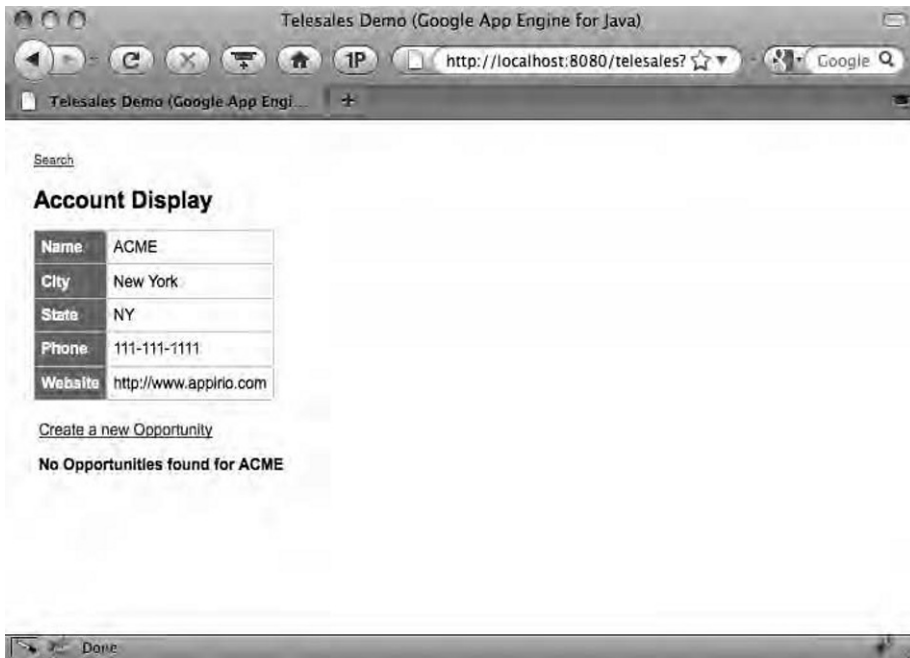 Telesales Demo (Google App Engine for Java)
1P
http://localhost:8080/telesales?
Google
Telesales Demo (Google App Engi...
+
Search
Account Display
Name ACME
City New York
State NY
Phone 111-111-1111
Website http://www.appirio.com
Create a new Opportunity
No Opportunities found for ACME
Done